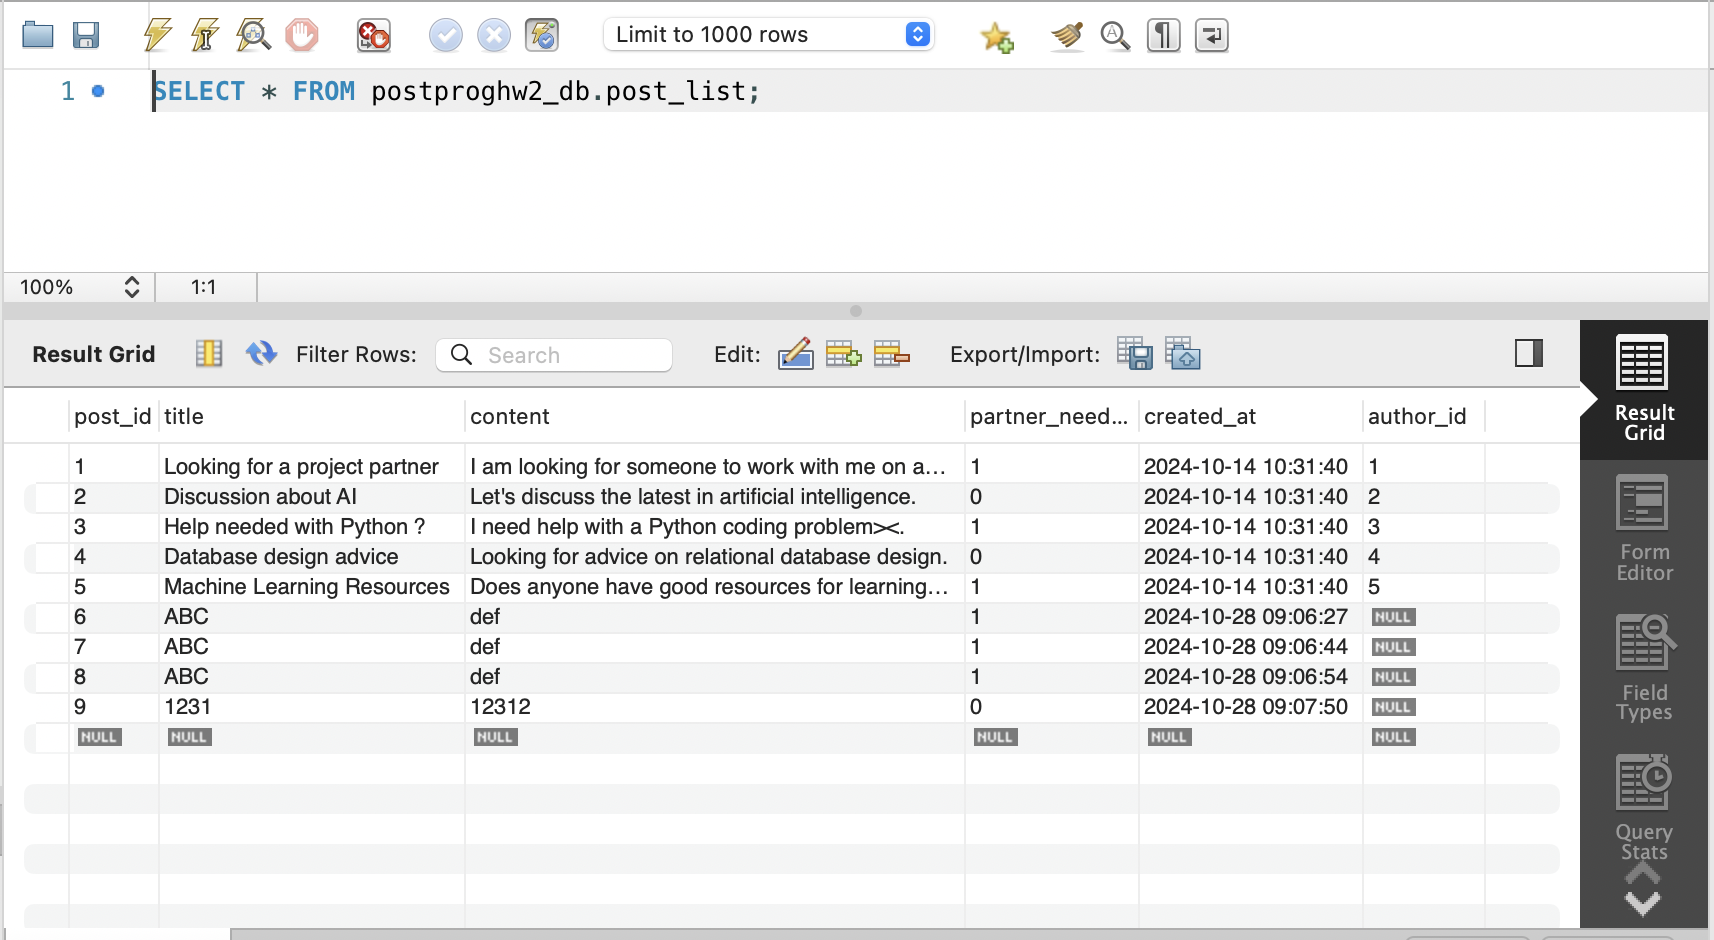 Limit to 1000 rows
1 SELECT * FROM postproghw2_db.post_list;
100% 1:1
Result Grid Filter Rows: Search Edit: Export/Import:
post_id title content partner_need... created_at author_id
1 Looking for a project partner I am looking for someone to work with me on a... 1 2024-10-14 10:31:40 1
2 Discussion about AI Let's discuss the latest in artificial intelligence. 0 2024-10-14 10:31:40 2
3 Help needed with Python ? I need help with a Python coding problem><. 1 2024-10-14 10:31:40 3
4 Database design advice Looking for advice on relational database design. 0 2024-10-14 10:31:40 4
5 Machine Learning Resources Does anyone have good resources for learning... 1 2024-10-14 10:31:40 5
6 ABC def 1 2024-10-28 09:06:27 NULL
7 ABC def 1 2024-10-28 09:06:44 NULL
8 ABC def 1 2024-10-28 09:06:54 NULL
9 1231 12312 0 2024-10-28 09:07:50 NULL
NULL NULL NULL NULL NULL NULL
Result
Grid
Form
Editor
Field
Types
Query
Stats